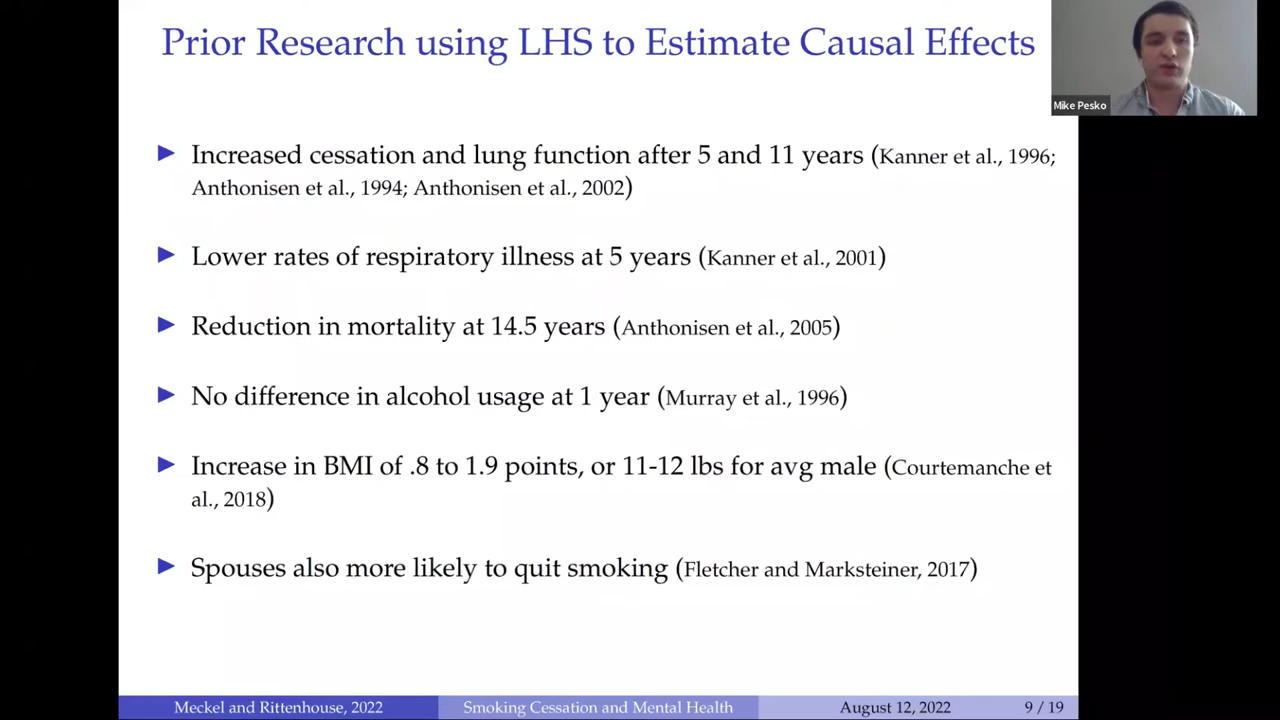 Prior Research using LHS to Estimate Causal Effects
Mike Pesko
Increased cessation and lung function after 5 and 11 years (Kanner et al., 1996;
Anthonisen et al., 1994; Anthonisen et al., 2002)
Lower rates of respiratory illness at 5 years (Kanner et al., 2001)
Reduction in mortality at 14.5 years (Anthonisen et al., 2005)
No difference in alcohol usage at 1 year (Murray et al., 1996)
Increase in BMI of .8 to 1.9 points, or 11-12 lbs for avg male (Courtemanche et
al., 2018)
Spouses also more likely to quit smoking (Fletcher and Marksteiner, 2017)
Meckel and Rittenhouse, 2022 Smoking Cessation and Mental Health August 12, 2022 9 / 19